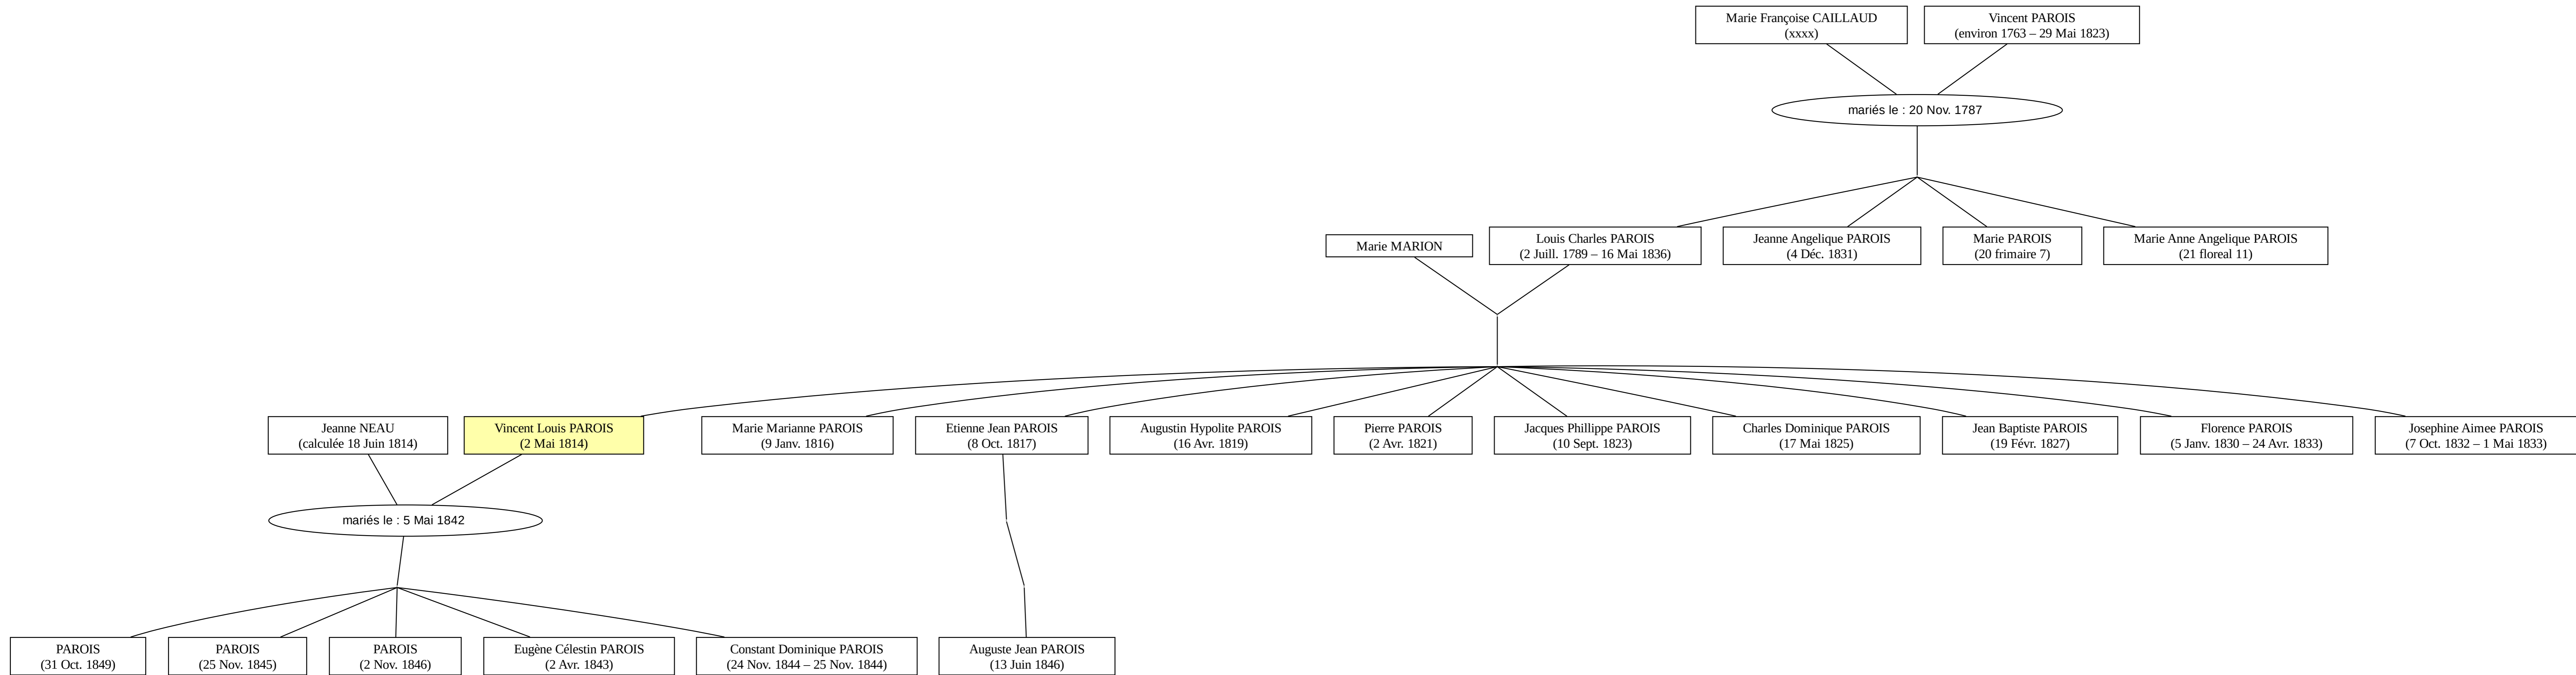 Marie Françoise CAILLAUD
(xxxx)
Vincent PAROIS
(environ 1763 – 29 Mai 1823)
mariés le : 20 Nov. 1787
Marie MARION
Louis Charles PAROIS
(2 Juill. 1789 – 16 Mai 1836)
Jeanne Angelique PAROIS
(4 Déc. 1831)
Marie PAROIS
(20 frimaire 7)
Marie Anne Angelique PAROIS
(21 floreal 11)
Jeanne NEAU
(calculée 18 Juin 1814)
Vincent Louis PAROIS
(2 Mai 1814)
Marie Marianne PAROIS
(9 Janv. 1816)
Etienne Jean PAROIS
(8 Oct. 1817)
Augustin Hypolite PAROIS
(16 Avr. 1819)
Pierre PAROIS
(2 Avr. 1821)
Jacques Phillippe PAROIS
(10 Sept. 1823)
Charles Dominique PAROIS
(17 Mai 1825)
Jean Baptiste PAROIS
(19 Févr. 1827)
Florence PAROIS
(5 Janv. 1830 – 24 Avr. 1833)
Josephine Aimee PAROIS
(7 Oct. 1832 – 1 Mai 1833)
mariés le : 5 Mai 1842
PAROIS
(31 Oct. 1849)
PAROIS
(25 Nov. 1845)
PAROIS
(2 Nov. 1846)
Eugène Célestin PAROIS
(2 Avr. 1843)
Constant Dominique PAROIS
(24 Nov. 1844 – 25 Nov. 1844)
Auguste Jean PAROIS
(13 Juin 1846)